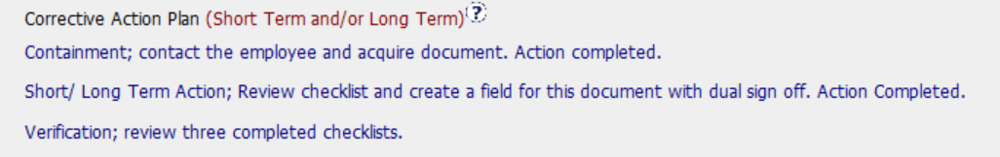 Corrective Action Plan (Short Term and/or Long Term)?
Containment; contact the employee and acquire document. Action completed.
Short/ Long Term Action; Review checklist and create a field for this document with dual sign off. Action Completed.
Verification; review three completed checklists.